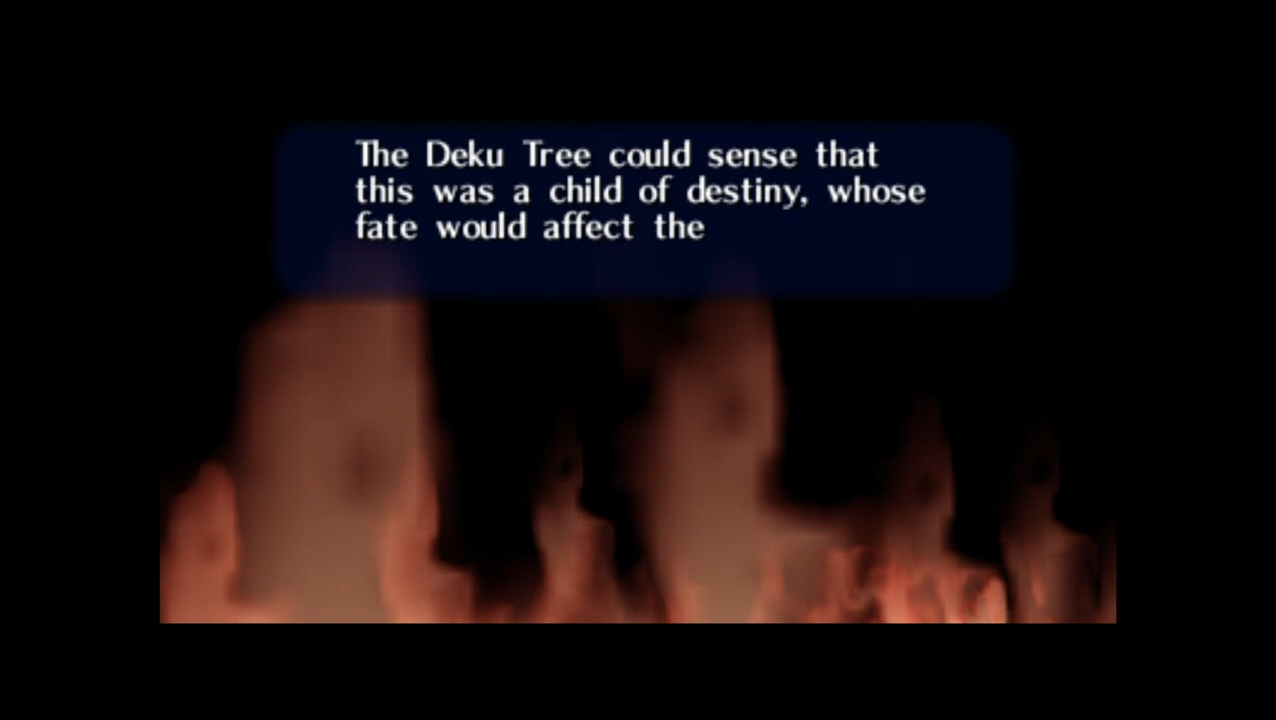 The Deku Tree could sense that
this was a child of destiny, whose
fate would affect the